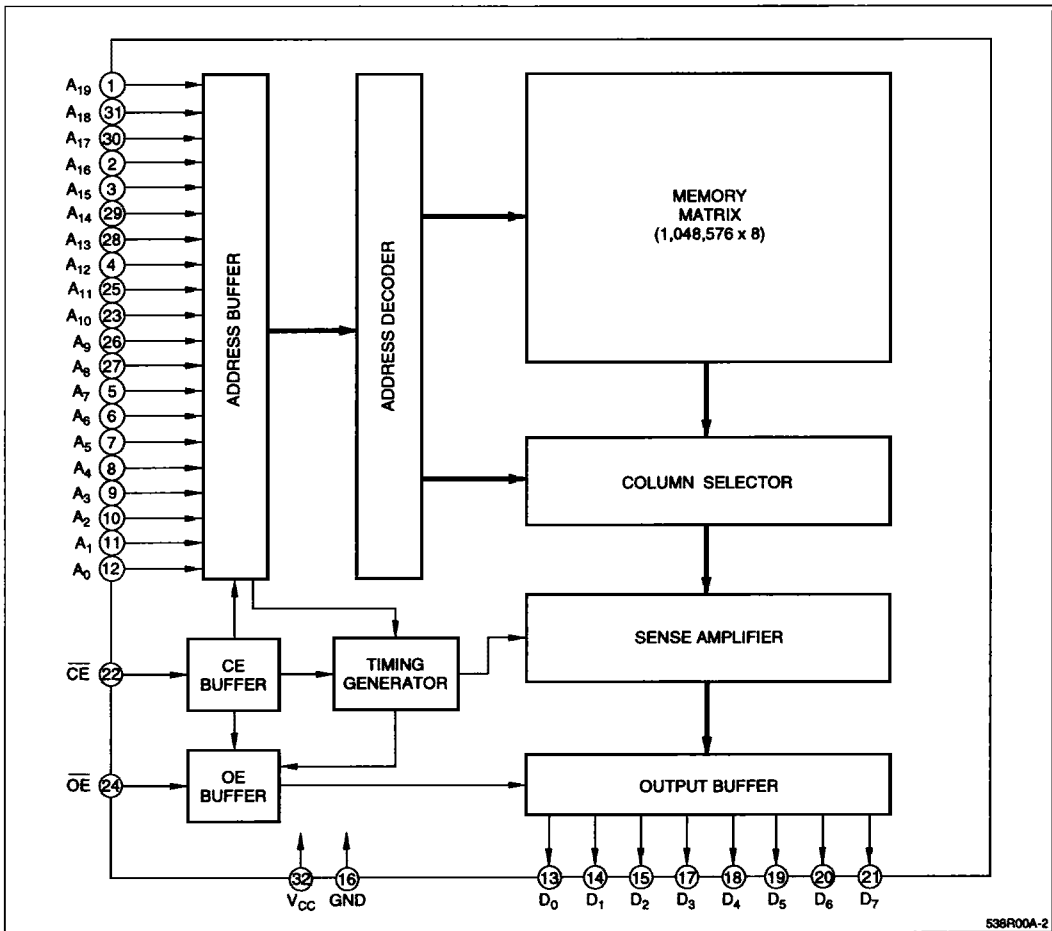 A19 1
A18 31
A17 30
A16 2
A15 3
A14 29
A13 28
A12 4
A11 25
A10 23
A9 26
A8 27
A7 5
A6 6
A5 7
A4 8
A3 9
A2 10
A1 11
A0 12
ADDRESS BUFFER
ADDRESS DECODER
MEMORY
MATRIX
(1,048,576 x 8)
COLUMN SELECTOR
SENSE AMPLIFIER
C̅E̅ 22
CE
BUFFER
TIMING
GENERATOR
O̅E̅ 24
OE
BUFFER
OUTPUT BUFFER
32 16 13 14 15 17 18 19 20 21
VCC GND D0 D1 D2 D3 D4 D5 D6 D7
538R00A-2